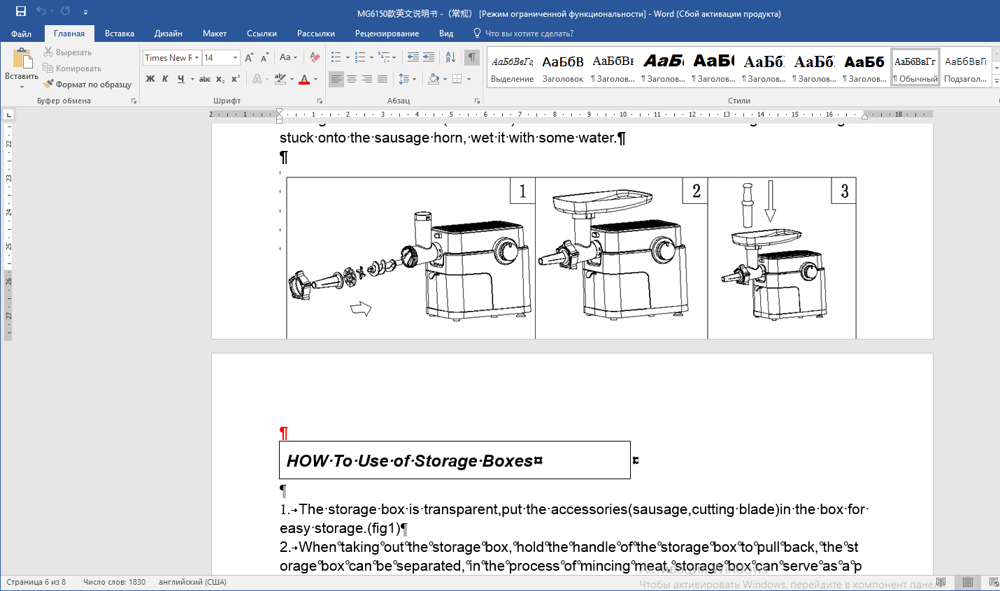 MG6150款英文说明书 -（常规） [Режим ограниченной функциональности] - Word (Сбой активации продукта)
Файл Главная Вставка Дизайн Макет Ссылки Рассылки Рецензирование Вид Что вы хотите сделать?
Вставить
Вырезать
Копировать
Формат по образцу
Буфер обмена
Times New F 14 Aa
Ж К Ч abc x₂ x² A ab A
Шрифт
Абзац
АаБбВвГг, АаБбВ АаБбВ АаБб АаБб АаБбІ АаБбІ АаБб АаБбВвГг АаБбВвГг
Выделение Заголовок ¶ Заголов... ¶ Заголов... ¶ Заголов... ¶ Заголов... ¶ Заголов... ¶ Заголов... ¶ Обычный Подзагол...
Стили
2 1 1 2 3 4 5 6 7 8 9 10 11 12 13 14 15 16 18
22
23
24
25
26
27
stuck·onto·the·sausage·horn,·wet·it·with·some·water.¶
¶
1 2 3
¶
HOW·To·Use·of·Storage·Boxes¤ ¤
¶
1.→The·storage·box·is·transparent,put·the·accessories(sausage,cutting·blade)in·the·box·for·
easy·storage.(fig1)¶
2.→When°taking°out°the°storage°box,°hold°the°handle°of°the°storage°box°to°pull°back,°the°st
orage°box°can°be°separated,°in°the°process°of°mincing°meat,°storage°box°can°serve°as°a°p
Активация Windows
Чтобы активировать Windows, перейдите в компонент панели
Страница 6 из 8 Число слов: 1830 английский (США)